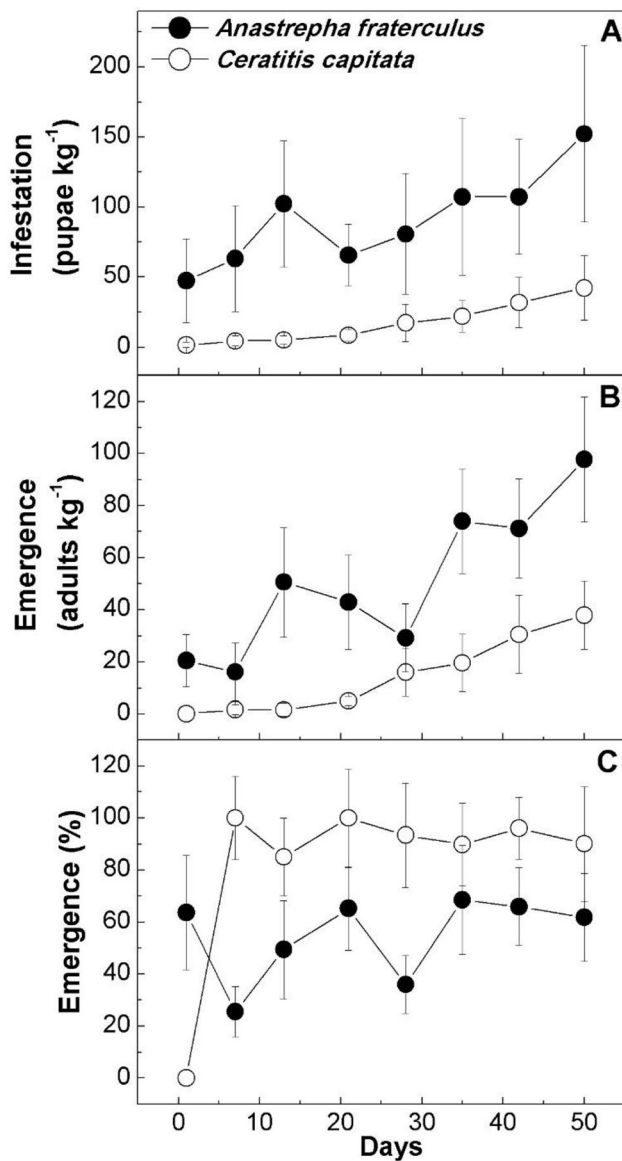 Anastrepha fraterculus
Ceratitis capitata
A
Infestation
(pupae kg⁻¹)
200
150
100
50
0
B
Emergence
(adults kg⁻¹)
120
100
80
60
40
20
0
C
Emergence (%)
120
100
80
60
40
20
0
0 10 20 30 40 50
Days